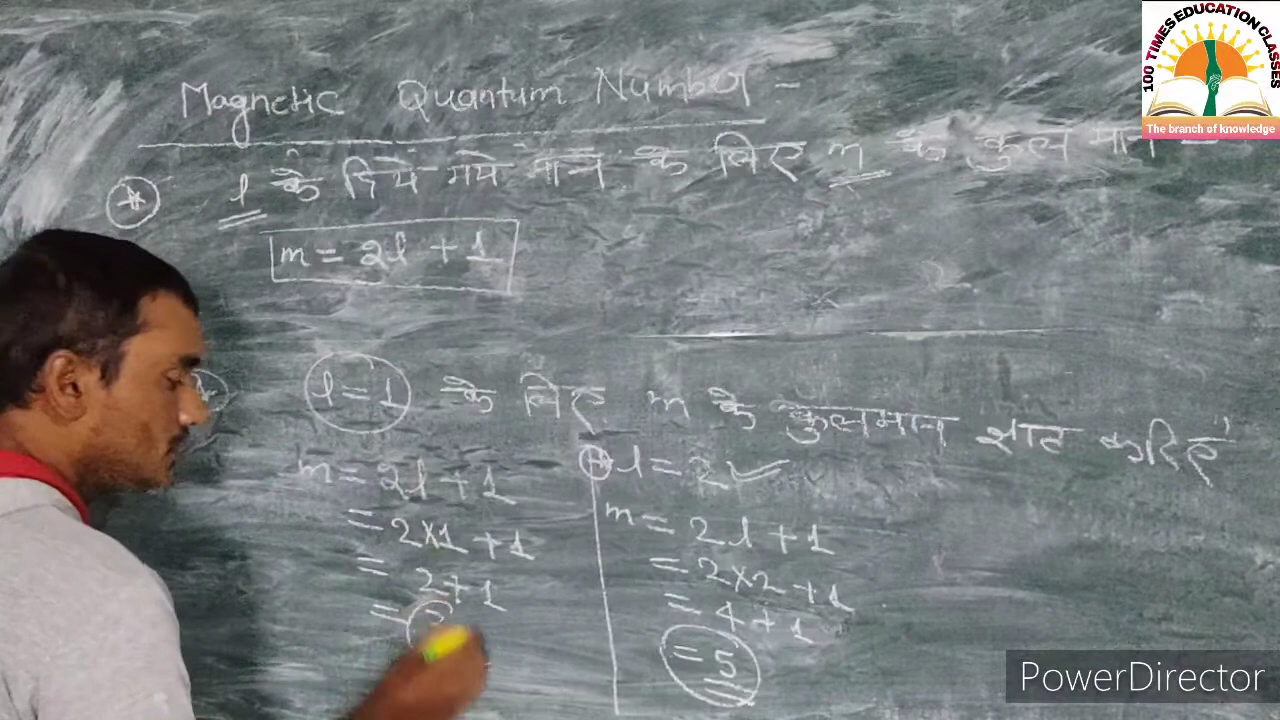 Magnetic Quantum Number -
l के दिये गये मान के लिए m के कुल मान -
m = 2l + 1
l = 1 के लिए m के कुलमान ज्ञात करिए
m = 2l + 1
= 2×1 + 1
= 2 + 1
=
l = 2 ✓
m = 2l + 1
= 2×2 + 1
= 4 + 1
= 5
100 TIMES EDUCATION CLASSES
The branch of knowledge
PowerDirector